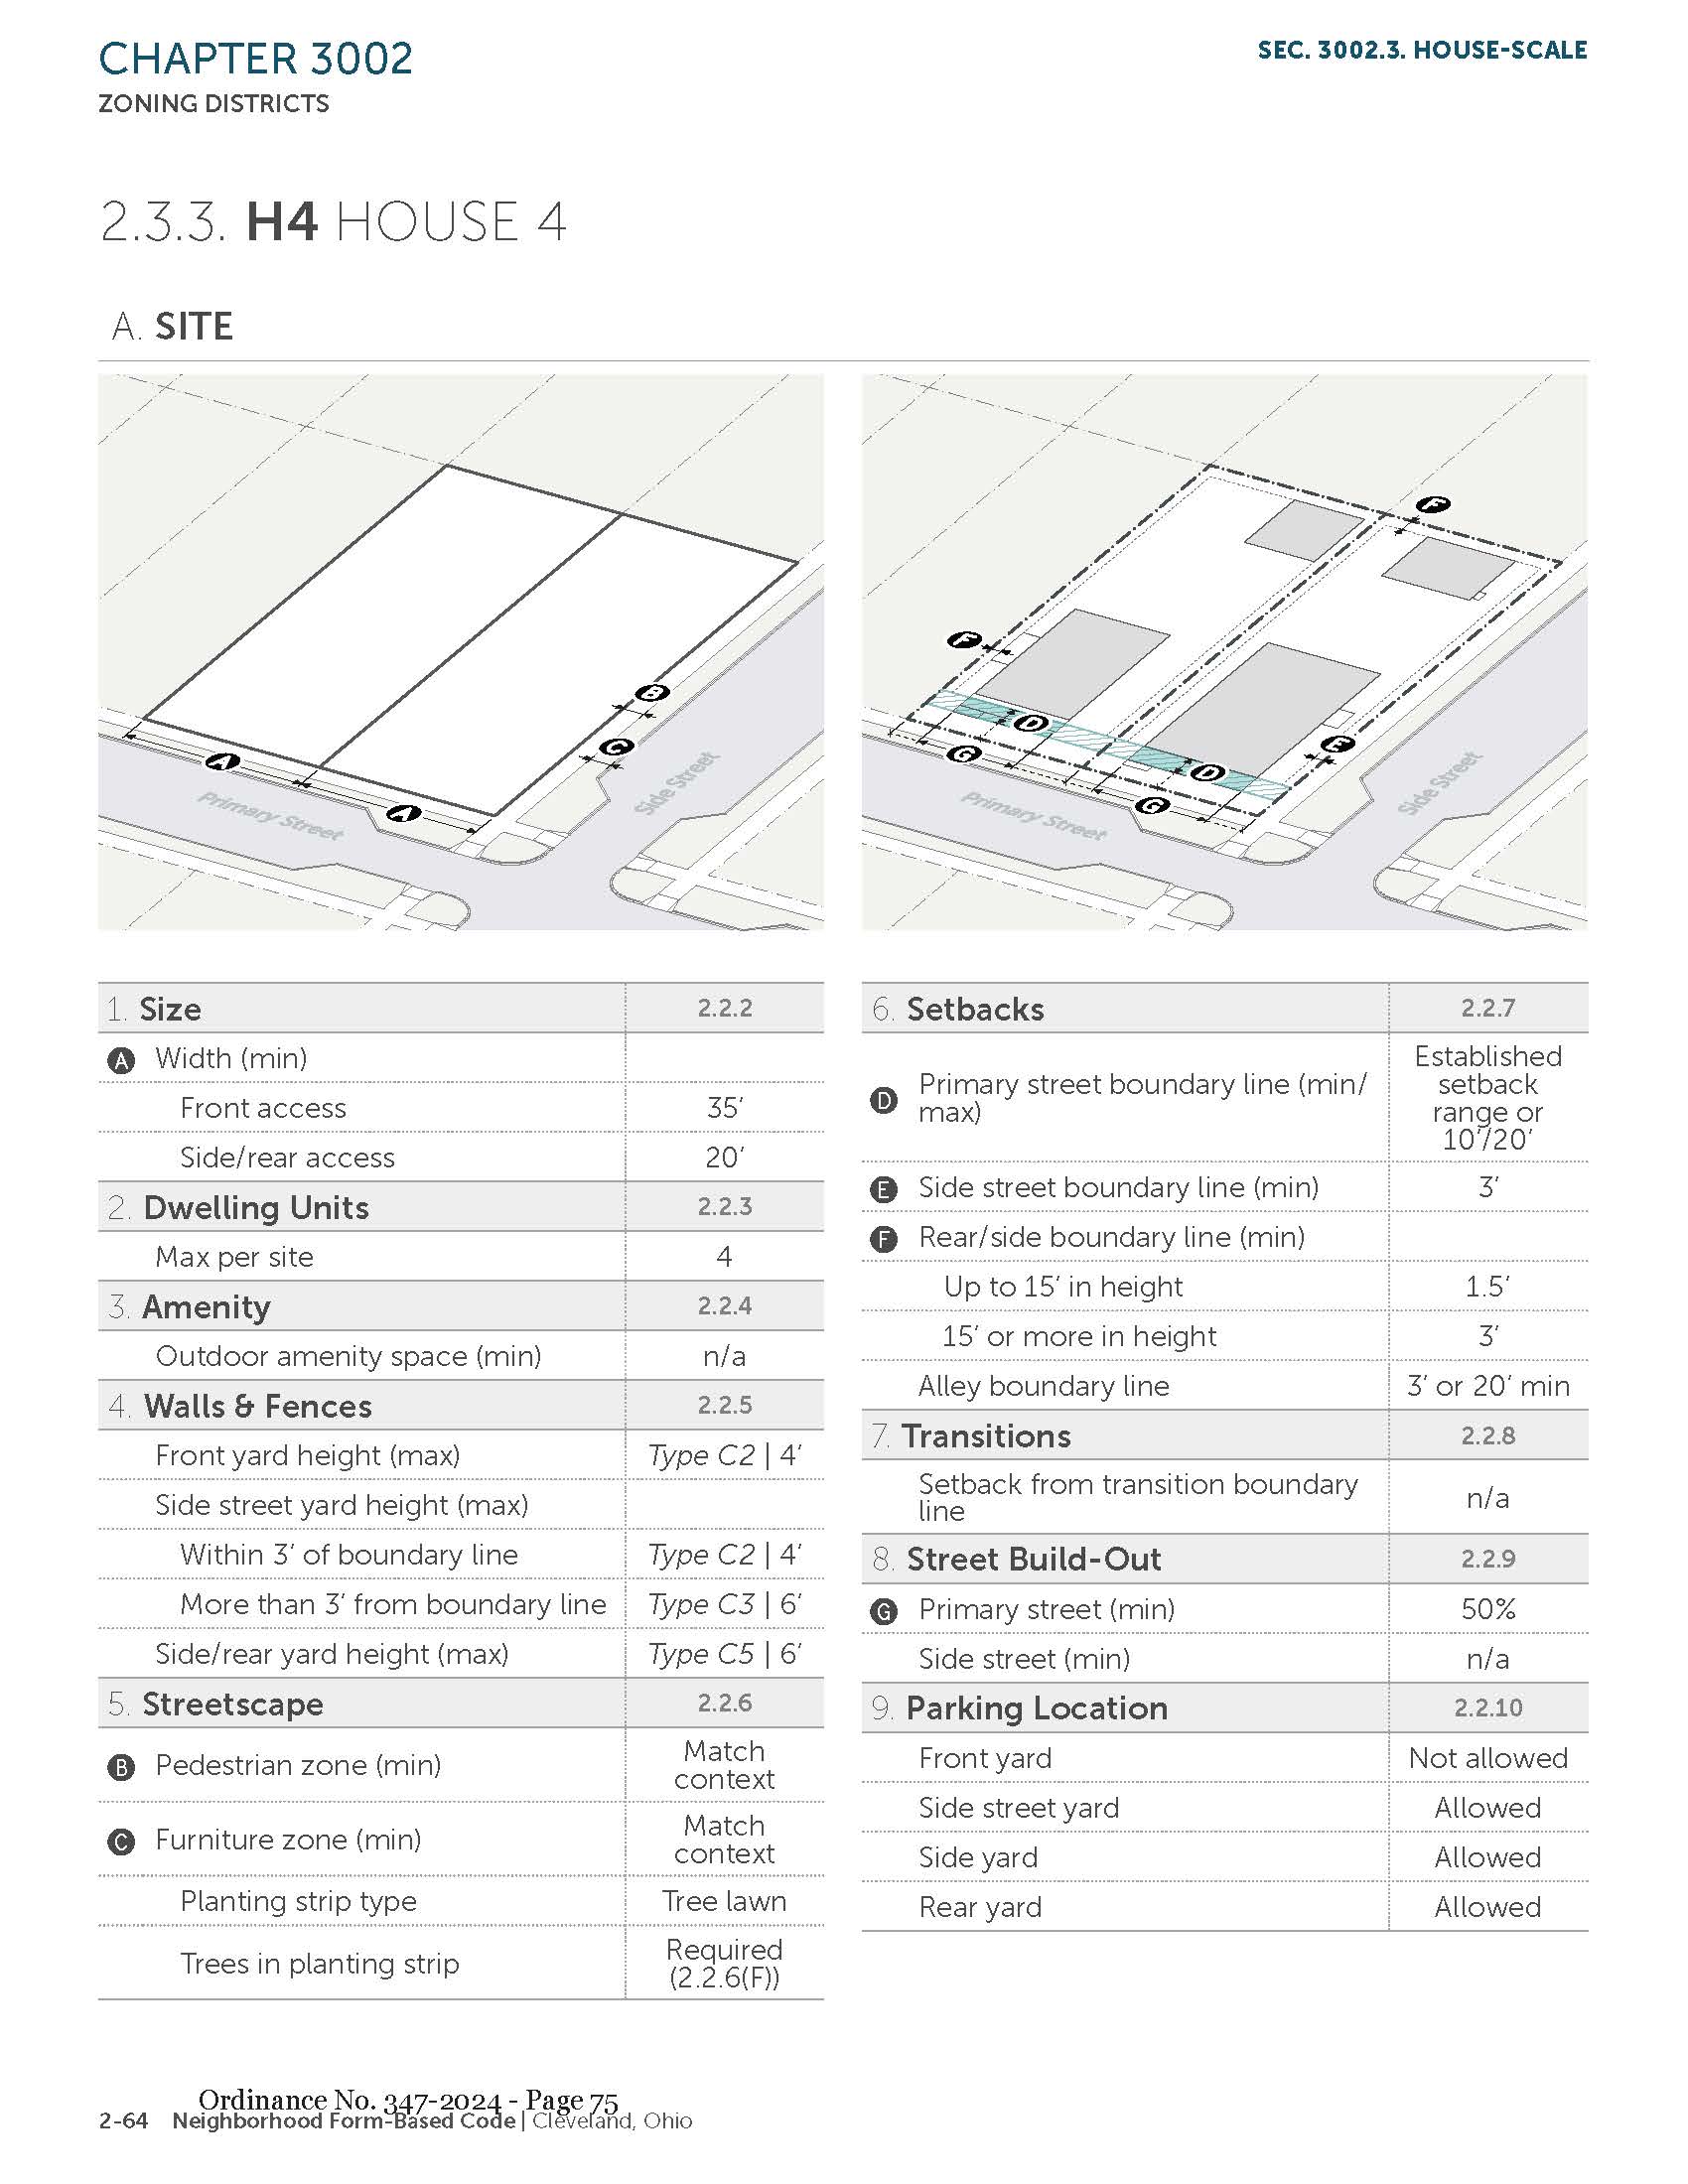 CHAPTER 3002
ZONING DISTRICTS
SEC. 3002.3. HOUSE-SCALE
2.3.3. H4 HOUSE 4
A. SITE
A
A
B
C
Primary Street
Side Street
F
F
D
D
E
G
G
Primary Street
Side Street
1. Size 2.2.2
A Width (min)
Front access 35’
Side/rear access 20’
2. Dwelling Units 2.2.3
Max per site 4
3. Amenity 2.2.4
Outdoor amenity space (min) n/a
4. Walls & Fences 2.2.5
Front yard height (max) Type C2 | 4’
Side street yard height (max)
Within 3’ of boundary line Type C2 | 4’
More than 3’ from boundary line Type C3 | 6’
Side/rear yard height (max) Type C5 | 6’
5. Streetscape 2.2.6
B Pedestrian zone (min) Match
context
C Furniture zone (min) Match
context
Planting strip type Tree lawn
Trees in planting strip Required
(2.2.6(F))
6. Setbacks 2.2.7
D Primary street boundary line (min/
max)
Established
setback
range or
10’/20’
E Side street boundary line (min) 3’
F Rear/side boundary line (min)
Up to 15’ in height 1.5’
15’ or more in height 3’
Alley boundary line 3’ or 20’ min
7. Transitions 2.2.8
Setback from transition boundary
line n/a
8. Street Build-Out 2.2.9
G Primary street (min) 50%
Side street (min) n/a
9. Parking Location 2.2.10
Front yard Not allowed
Side street yard Allowed
Side yard Allowed
Rear yard Allowed
Ordinance No. 347-2024 - Page 75
2-64 Neighborhood Form-Based Code | Cleveland, Ohio